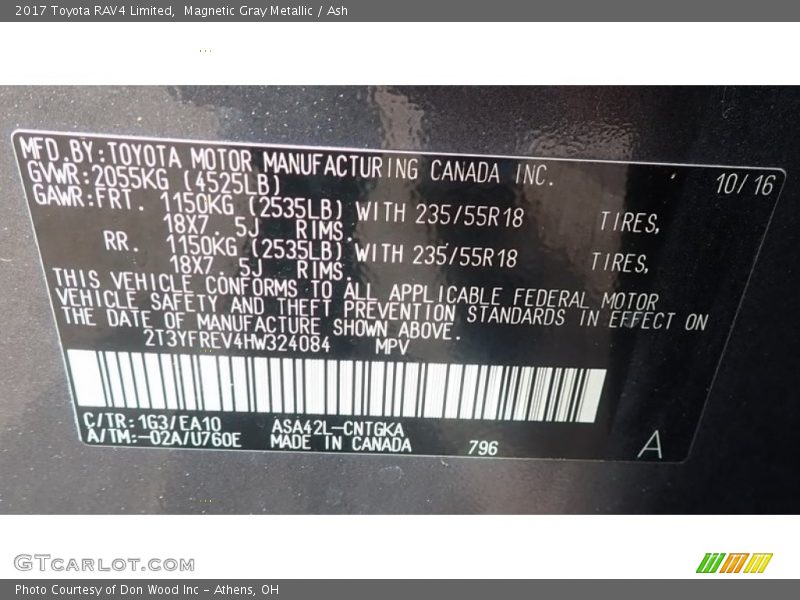 2017 Toyota RAV4 Limited,  Magnetic Gray Metallic / Ash
MFD.BY:TOYOTA MOTOR MANUFACTURING CANADA INC. 10/16
GVWR:2055KG (4525LB)
GAWR:FRT. 1150KG (2535LB) WITH 235/55R18 TIRES,
18X7.5J RIMS.
RR. 1150KG (2535LB) WITH 235/55R18 TIRES,
18X7.5J RIMS.
THIS VEHICLE CONFORMS TO ALL APPLICABLE FEDERAL MOTOR
VEHICLE SAFETY AND THEFT PREVENTION STANDARDS IN EFFECT ON
THE DATE OF MANUFACTURE SHOWN ABOVE.
2T3YFREV4HW324084 MPV
C/TR:1G3/EA10 ASA42L-CNTGKA
A/TM:-02A/U760E MADE IN CANADA 796 A
GTCARLOT.COM
Photo Courtesy of Don Wood Inc - Athens, OH